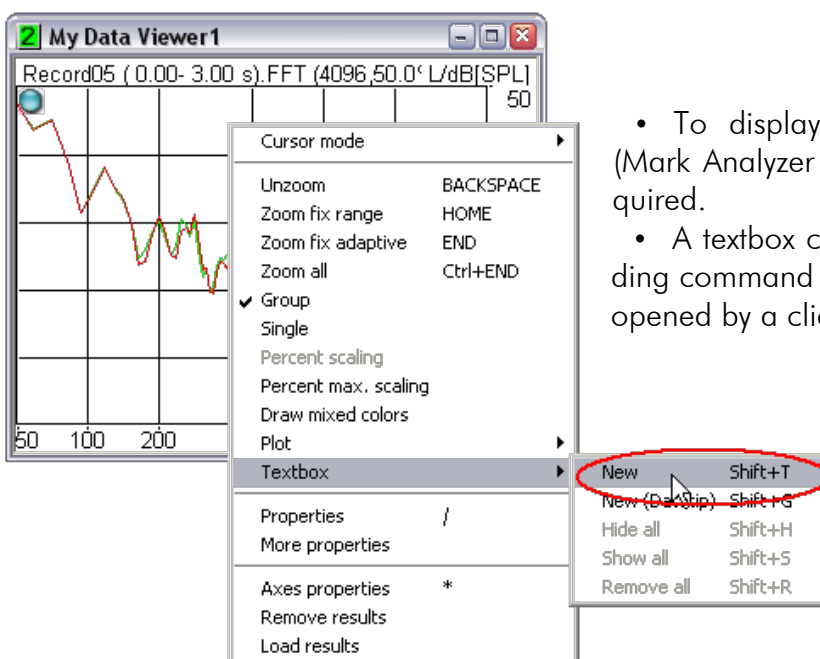 2 My Data Viewer1
Record05 ( 0.00- 3.00 s).FFT (4096,50.0% L/dB[SPL]
50
50 100 200
Cursor mode
Unzoom BACKSPACE
Zoom fix range HOME
Zoom fix adaptive END
Zoom all Ctrl+END
Group
Single
Percent scaling
Percent max. scaling
Draw mixed colors
Plot
Textbox
Properties /
More properties
Axes properties *
Remove results
Load results
New Shift+T
New (Datatip) Shift+G
Hide all Shift+H
Show all Shift+S
Remove all Shift+R
• To display
(Mark Analyzer
quired.
• A textbox c
ding command
opened by a clic